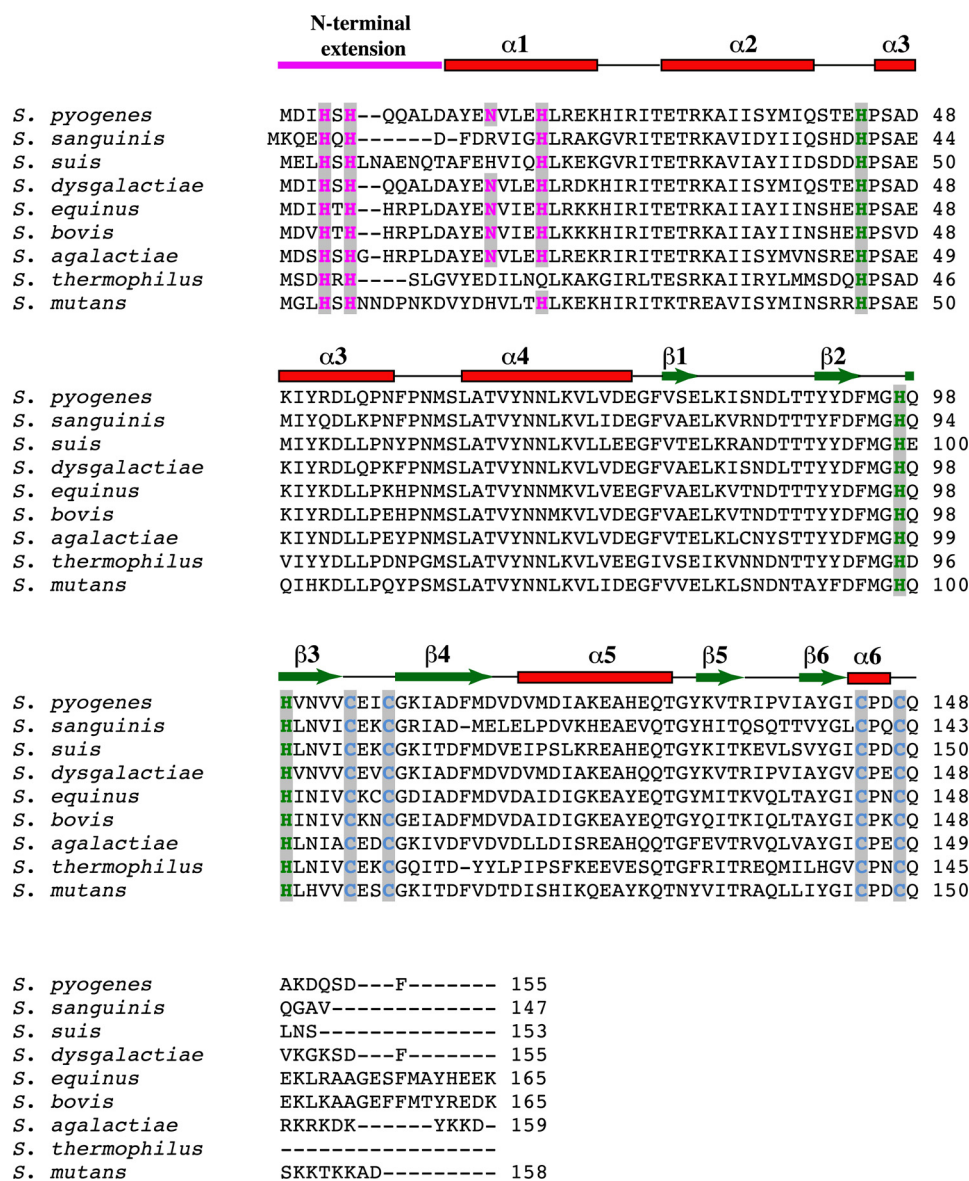 N-terminal
extension α1 α2 α3
S. pyogenes MDIHSH--QQALDAYENVLEHLREKHIRITETRKAIISYMIQSTEHPSAD 48
S. sanguinis MKQEHQH------D-FDRVIGHLRAKGVRITETRKAVIDYIIQSHDHPSAE 44
S. suis MELHSHLNAENQTAFEHVIQHLKEKGVRITETRKAVIAYIIDSDDHPSAE 50
S. dysgalactiae MDIHSH--QQALDAYENVLEHLRDKHIRITETRKAIISYMIQSTEHPSAD 48
S. equinus MDIHTH--HRPLDAYENVIEHLRKKHIRITETRKAIIAYIINSHEHPSAE 48
S. bovis MDVHTH--HRPLDAYENVIEHLKKKHIRITETRKAIIAYIINSHEHPSVD 48
S. agalactiae MDSHSHG-HRPLDAYENVLEHLREKHIRITETRKAIISYMVNSREHPSAE 49
S. thermophilus MSDHRH----SLGVYEDILNQLKAKGIRLTESRKAIIRYLMMSDQHPSAD 46
S. mutans MGLHSHNNDPNKDVYDHVLTHLKEKHIRITKTREAVISYMINSRRHPSAE 50
α3 α4 β1 β2
S. pyogenes KIYRDLQPNFPNMSLATVYNNLKVLVDEGFVSELKISNDLTTYYDFMGHQ 98
S. sanguinis MIYQDLKPNFPNMSLATVYNNLKVLIDEGFVAELKVRNDTTTYFDFMGHQ 94
S. suis MIYKDLLPNYPNMSLATVYNNLKVLLEEGFVTELKRANDTTTYYDFMGHE 100
S. dysgalactiae KIYRDLQPKFPNMSLATVYNNLKVLVDEGFVAELKISNDLTTYYDFMGHQ 98
S. equinus KIYKDLLPKHPNMSLATVYNNMKVLVEEGFVAELKVTNDTTTYYDFMGHQ 98
S. bovis KIYRDLLPEHPNMSLATVYNNMKVLVDEGFVAELKVTNDTTTYYDFMGHQ 98
S. agalactiae KIYNDLLPEYPNMSLATVYNNLKVLVDEGFVTELKLCNYSTTYYDFMGHQ 99
S. thermophilus VIYYDLLPDNPGMSLATVYNNLKVLVEEGIVSEIKVNNDNTTYYDFMGHD 96
S. mutans QIHKDLLPQYPSMSLATVYNNLKVLIDEGFVVELKLSNDNTAYFDFMGHQ 100
β3 β4 α5 β5 β6 α6
S. pyogenes HVNVVCEICGKIADFMDVDVMDIAKEAHEQTGYKVTRIPVIAYGICPDCQ 148
S. sanguinis HLNVICEKCGRIAD-MELELPDVKHEAYVQTGYHITQSQTTVYGLCPQCQ 143
S. suis HLNVICEKCGKITDFMDVEIPSLKREAHEQTGYKITKEVLSVYGICPDCQ 150
S. dysgalactiae HVNVVCEVCGKIADFMDVDVMDIAKEAHQQTGYKVTRIPVIAYGVCPECQ 148
S. equinus HINIVCKCCGDIADFMDVDAIDIGKEAYEQTGYMITKVQLTAYGICPNCQ 148
S. bovis HINIVCKNCGEIADFMDVDAIDIGKEAYEQTGYQITKIQLTAYGICPKCQ 148
S. agalactiae HLNIACEDCGKIVDFVDVDLLDISREAHQQTGFEVTRVQLVAYGICPECQ 149
S. thermophilus HLNIVCEKCGQITD-YYLPIPSFKEEVESQTGFRITREQMILHGVCPNCQ 145
S. mutans HLHVVCESCGKITDFVDTDISHIKQEAYKQTNYVITRAQLLIYGICPDCQ 150
S. pyogenes AKDQSD---F------- 155
S. sanguinis QGAV------------- 147
S. suis LNS-------------- 153
S. dysgalactiae VKGKSD---F------- 155
S. equinus EKLRAAGESFMAYHEEK 165
S. bovis EKLKAAGEFFMTYREDK 165
S. agalactiae RKRKDK------YKKD- 159
S. thermophilus -----------------
S. mutans SKKTKKAD--------- 158